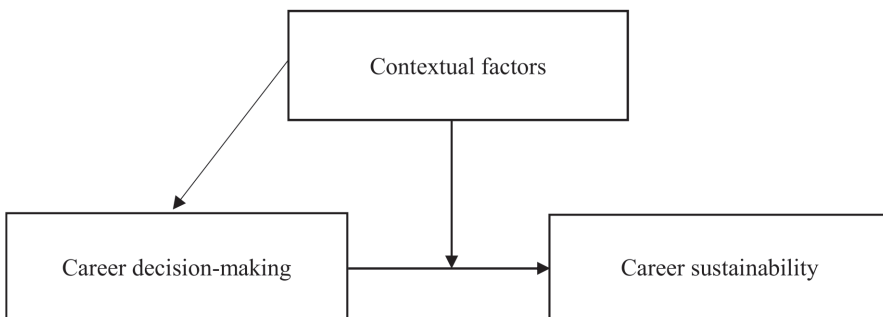 Contextual factors
Career decision-making
Career sustainability